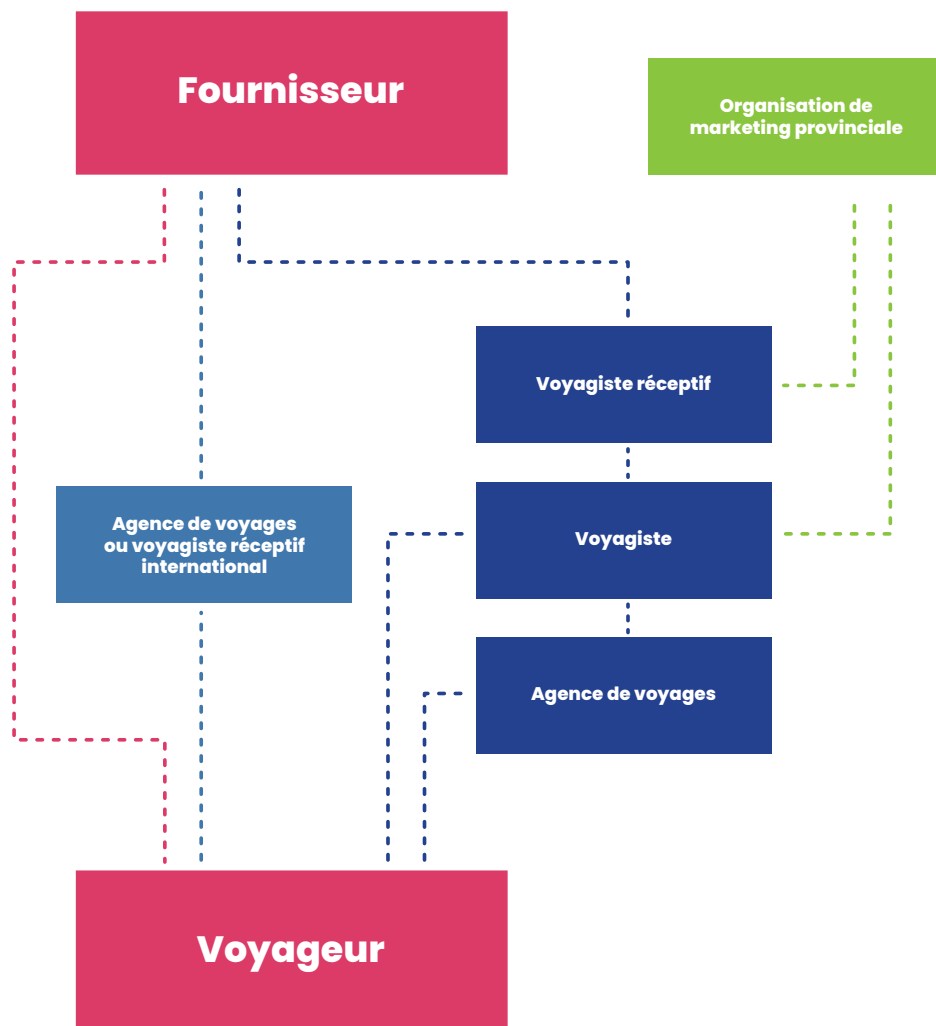 Fournisseur
Organisation de
marketing provinciale
Voyagiste réceptif
Agence de voyages
ou voyagiste réceptif
international
Voyagiste
Agence de voyages
Voyageur